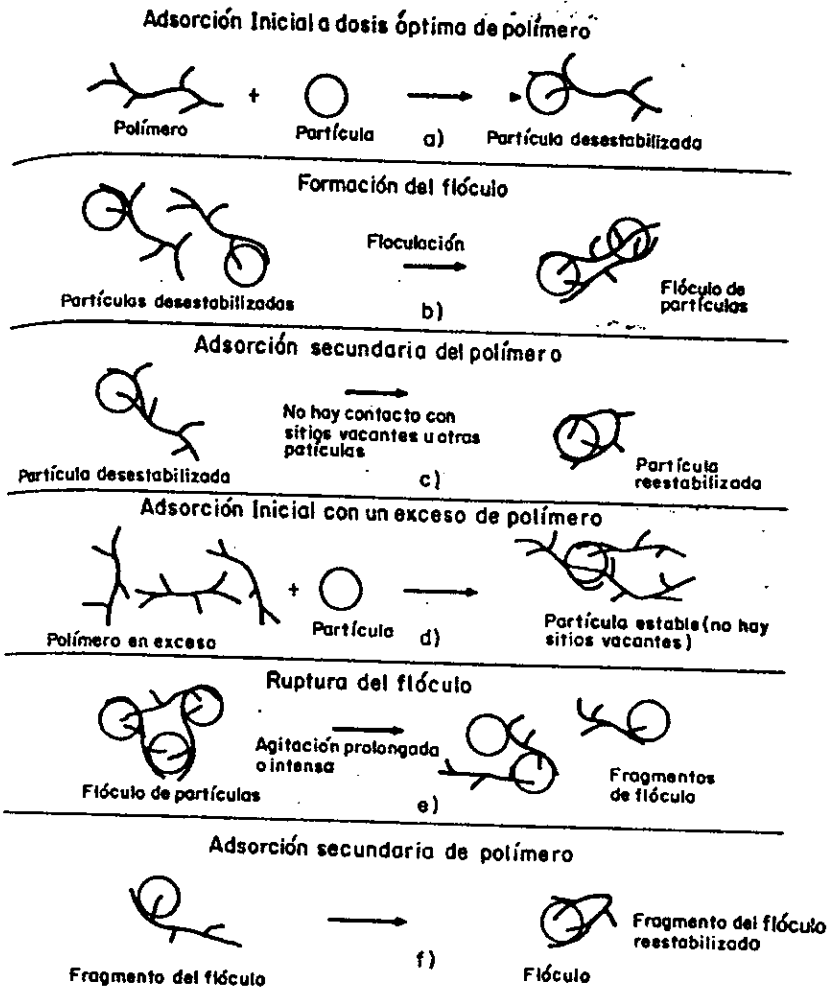 Adsorción Inicial a dosis óptima de polímero
+
Polímero
Partícula
a)
Partícula desestabilizada
Formación del flóculo
Floculación
Partículas desestabilizadas
b)
Flóculo de
partículas
Adsorción secundaria del polímero
No hay contacto con
sitios vacantes u otras
patículas
Partícula desestabilizada
c)
Partícula
reestabilizada
Adsorción Inicial con un exceso de polímero
+
Polímero en exceso
Partícula
d)
Partícula estable (no hay
sitios vacantes)
Ruptura del flóculo
Agitación prolongada
o intensa
Flóculo de partículas
e)
Fragmentos
de flóculo
Adsorción secundaria de polímero
Fragmento del flóculo
f)
Flóculo
Fragmento del flóculo
reestabilizado